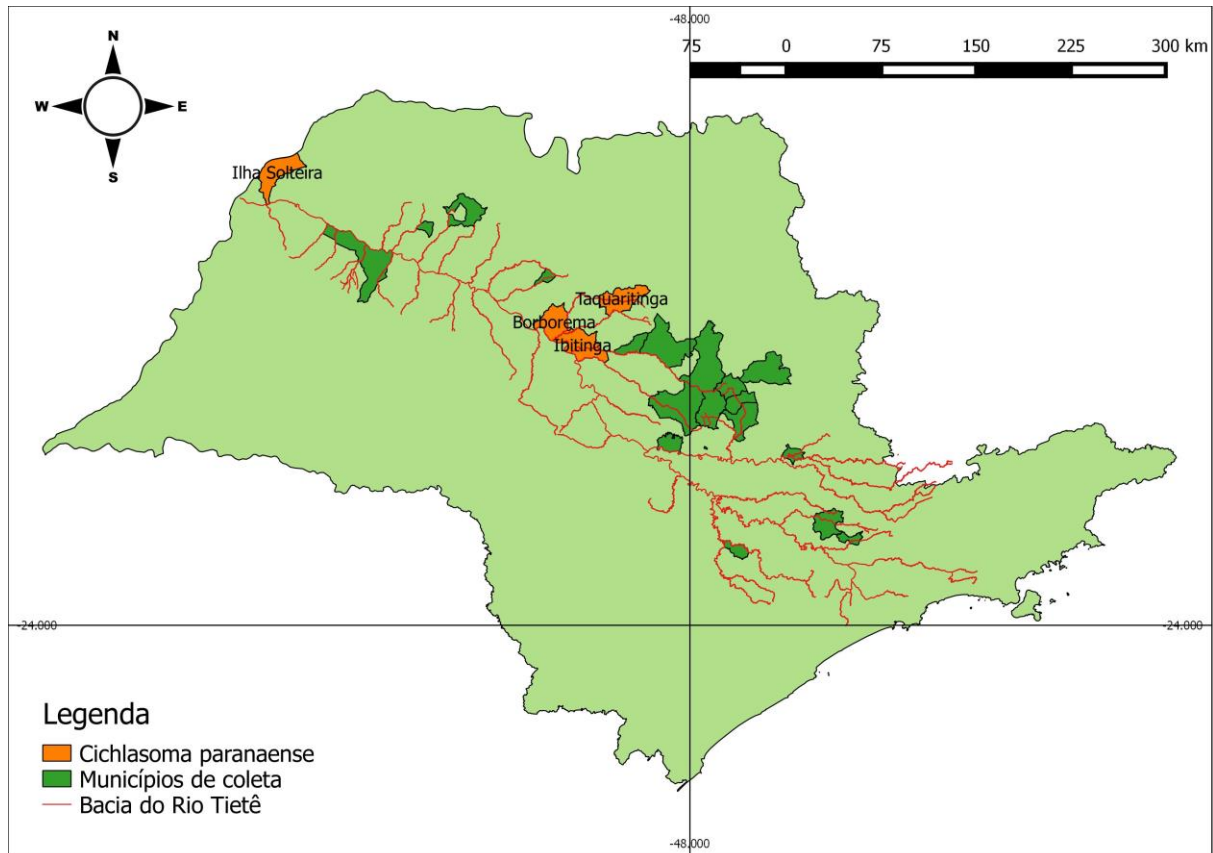 -48.000
N
W E
S
75 0 75 150 225 300 km
Ilha Solteira
Taquaritinga
Borborema
Ibitinga
-24.000 -24.000
Legenda
Cichlasoma paranaense
Municípios de coleta
Bacia do Rio Tietê
-48.000